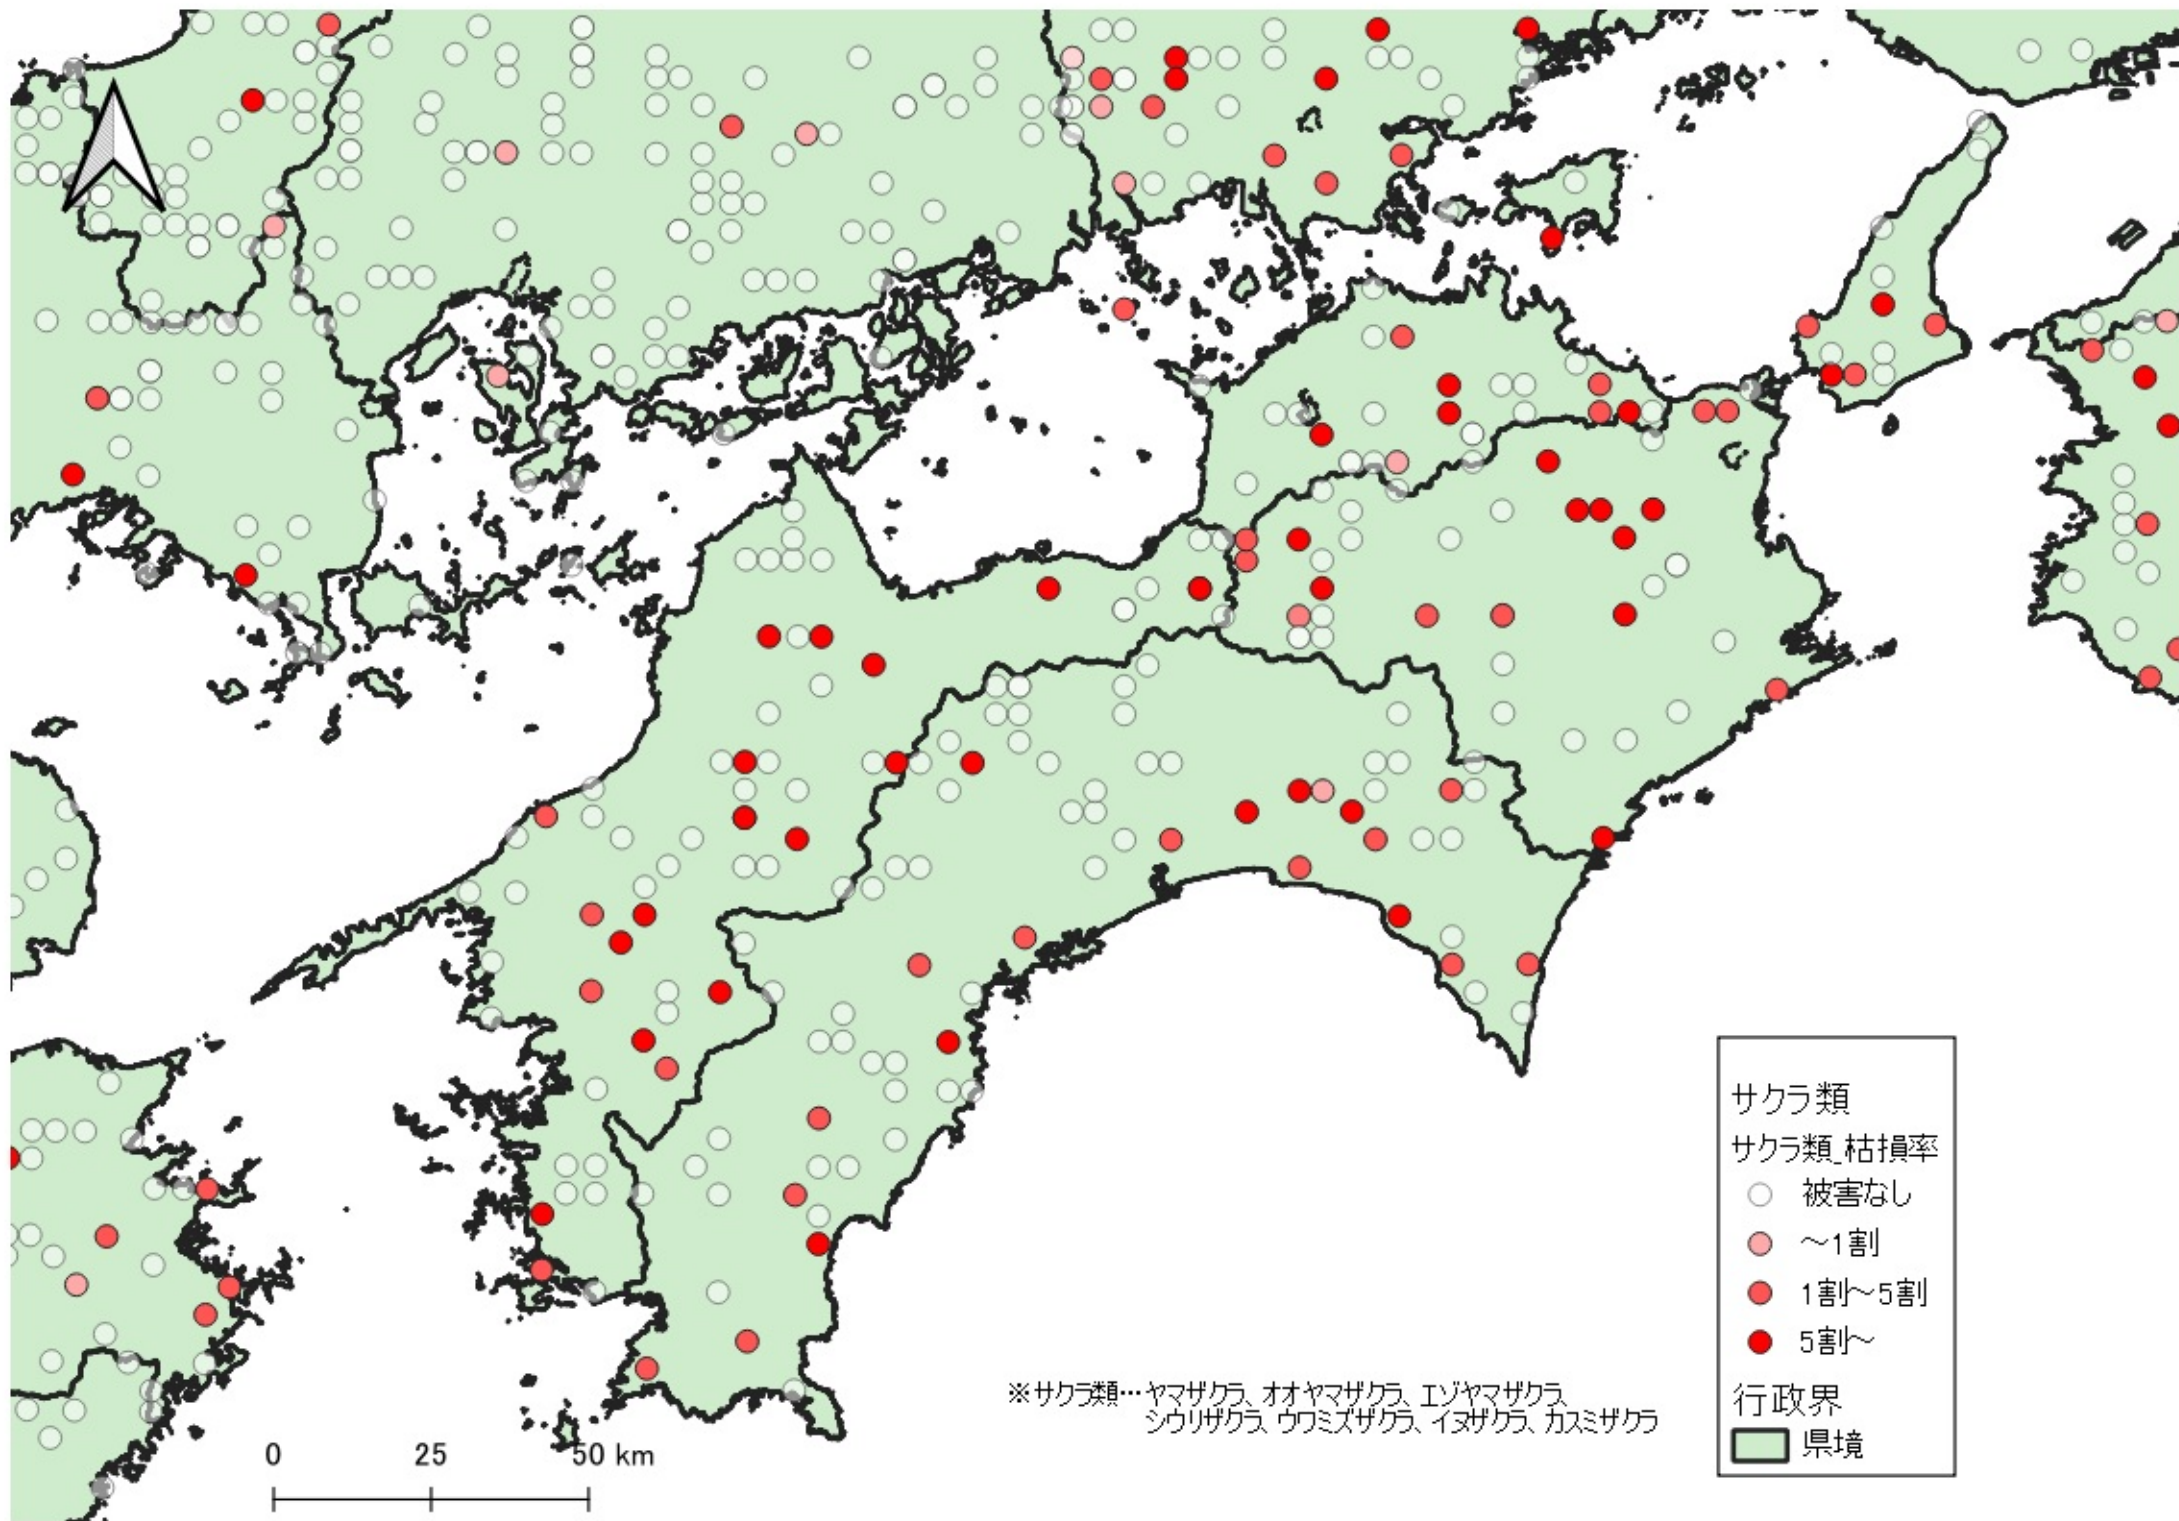 サクラ類
サクラ類_枯損率
被害なし
～1割
1割～5割
5割～
行政界
県境
※サクラ類…ヤマザクラ、オオヤマザクラ、エゾヤマザクラ、
シウリザクラ、ウワミズザクラ、イヌザクラ、カスミザクラ
0 25 50 km